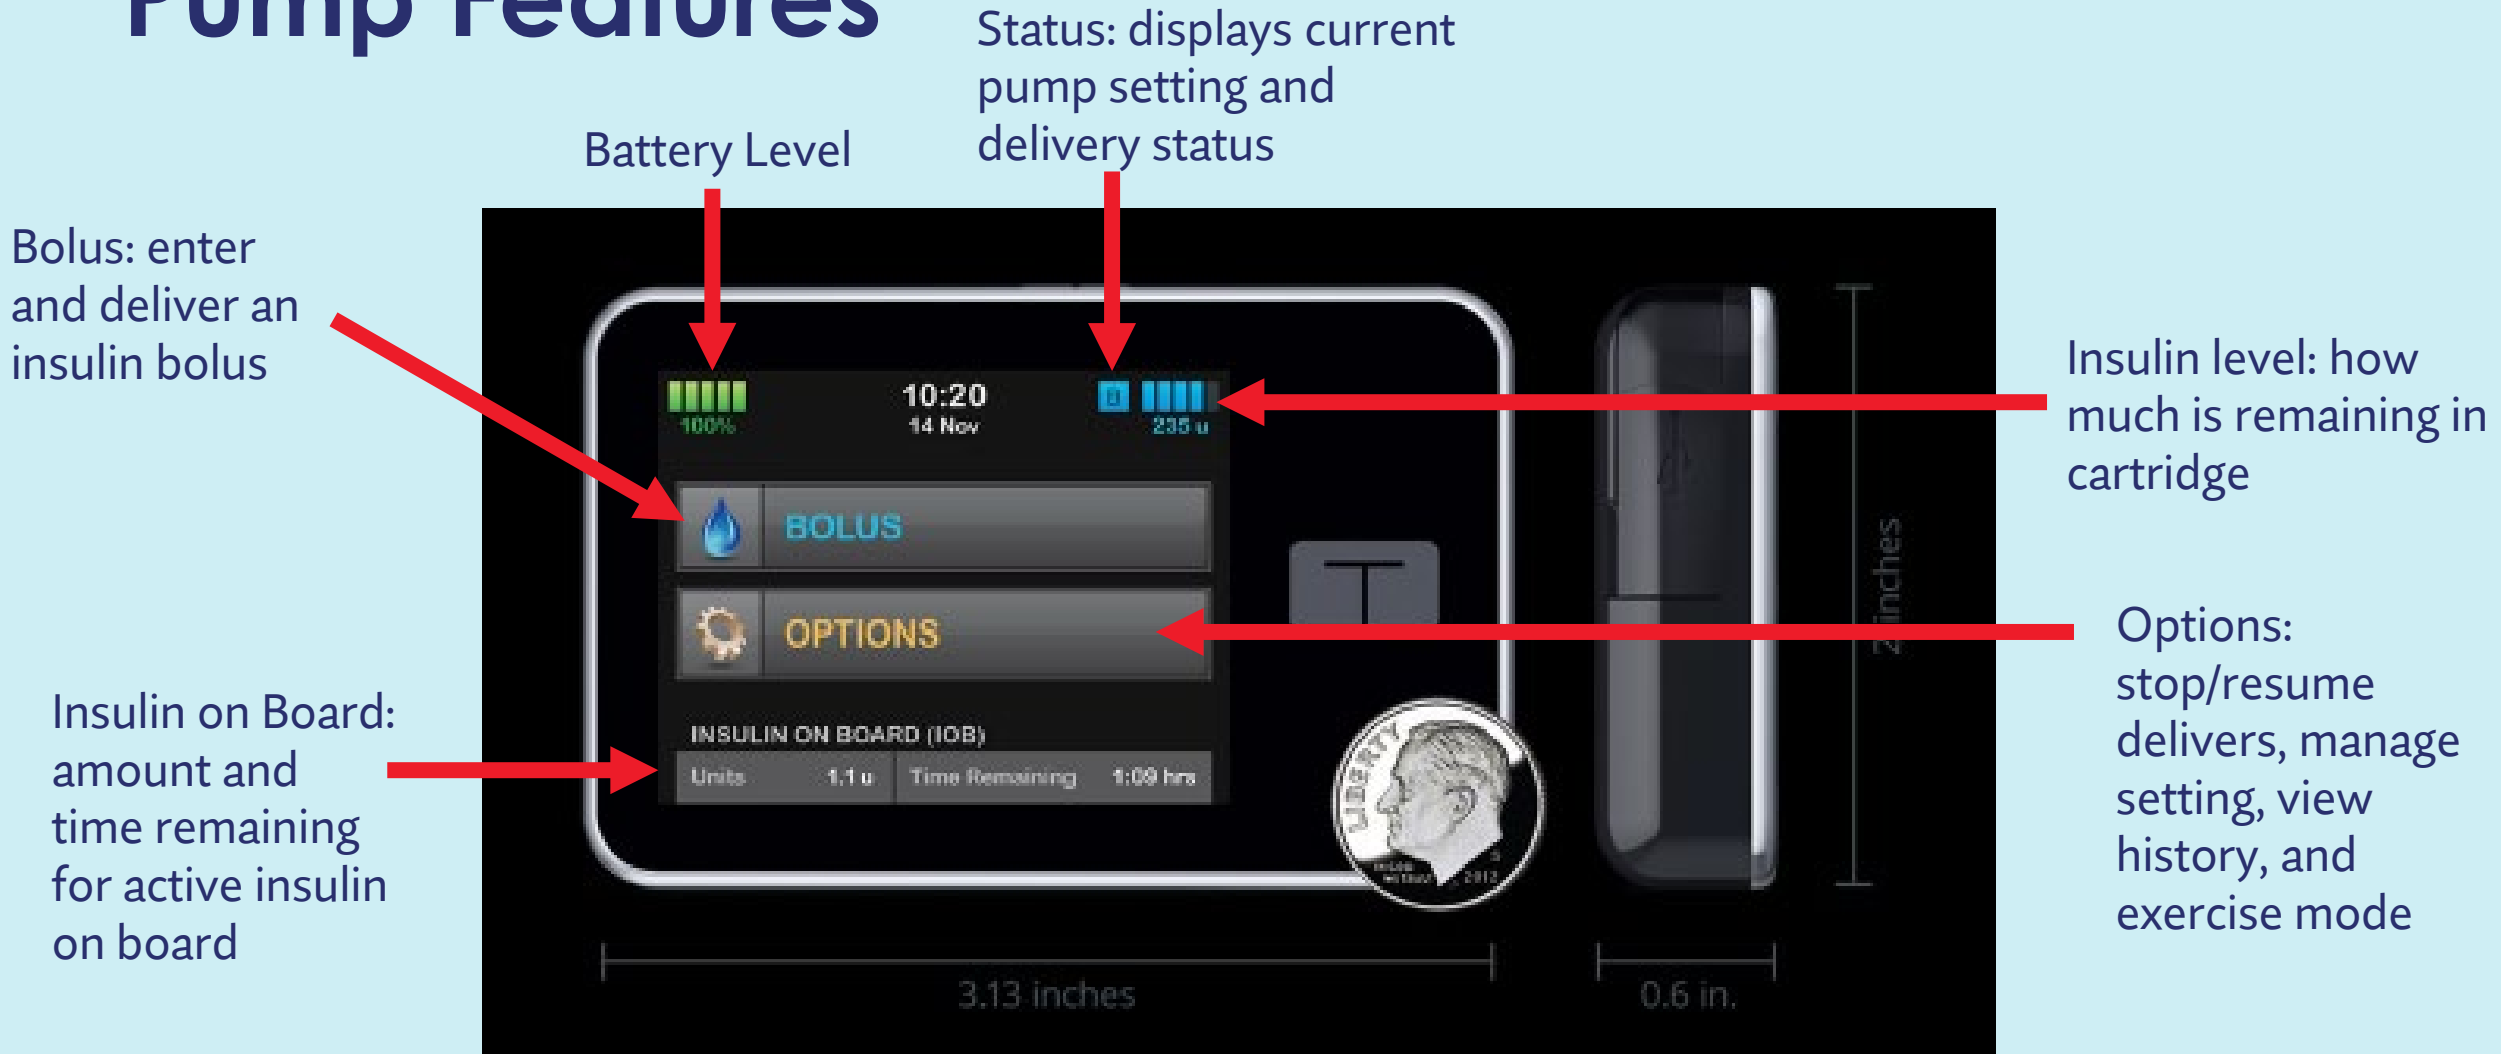 Pump Features
Status: displays current
pump setting and
delivery status
Battery Level
Bolus: enter
and deliver an
insulin bolus
Insulin level: how
much is remaining in
cartridge
Options:
stop/resume
delivers, manage
setting, view
history, and
exercise mode
Insulin on Board:
amount and
time remaining
for active insulin
on board
100%
10:20
14 Nov
235 u
BOLUS
OPTIONS
INSULIN ON BOARD (IOB)
Units 1.1 u Time Remaining 1:09 hrs
LIBERTY
2012
2 inches
3.13 inches
0.6 in.